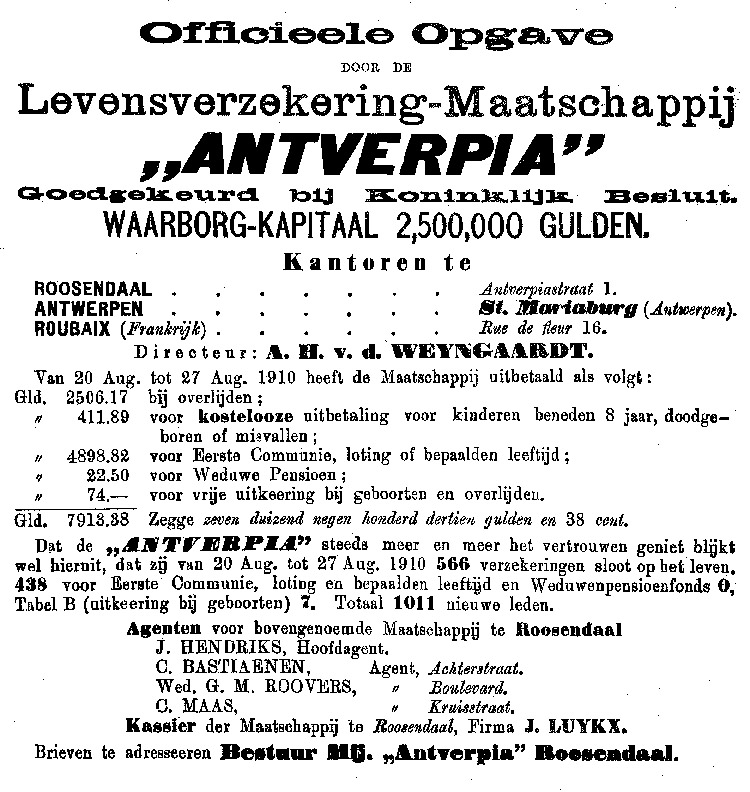 Officieele Opgave
DOOR DE
Levensverzekering-Maatschappij
„ANTVERPIA”
Goedgekeurd bij Koninklijk Besluit.
WAARBORG-KAPITAAL 2,500,000 GULDEN.
Kantoren te
ROOSENDAAL . . . . . . . Antverpiastraat 1.
ANTWERPEN . . . . . . . St. Mariaburg (Antwerpen).
ROUBAIX (Frankrijk) . . . . . . Rue de fleur 16.
Directeur: A. H. v. d. WEYNGAARDT.
Van 20 Aug. tot 27 Aug. 1910 heeft de Maatschappij uitbetaald als volgt:
Gld. 2506.17 bij overlijden;
„ 411.89 voor kostelooze uitbetaling voor kinderen beneden 8 jaar, doodge-
boren of misvallen;
„ 4898.82 voor Eerste Communie, loting of bepaalden leeftijd;
„ 22.50 voor Weduwe Pensioen;
„ 74.— voor vrije uitkeering bij geboorten en overlijden.
Gld. 7913.38 Zegge zeven duizend negen honderd dertien gulden en 38 cent.
Dat de „ANTVERPIA” steeds meer en meer het vertrouwen geniet blijkt
wel hieruit, dat zij van 20 Aug. tot 27 Aug. 1910 566 verzekeringen sloot op het leven,
438 voor Eerste Communie, loting en bepaalden leeftijd en Weduwenpensioenfonds 0,
Tabel B (uitkeering bij geboorten) 7. Totaal 1011 nieuwe leden.
Agenten voor bovengenoemde Maatschappij te Roosendaal
J. HENDRIKS, Hoofdagent.
C. BASTIAENEN, Agent, Achterstraat.
Wed. G. M. ROOVERS, „ Boulevard.
C. MAAS, „ Kruisstraat.
Kassier der Maatschappij te Roosendaal, Firma J. LUYKX.
Brieven te adresseeren Bestuur Mij. „Antverpia” Roosendaal.